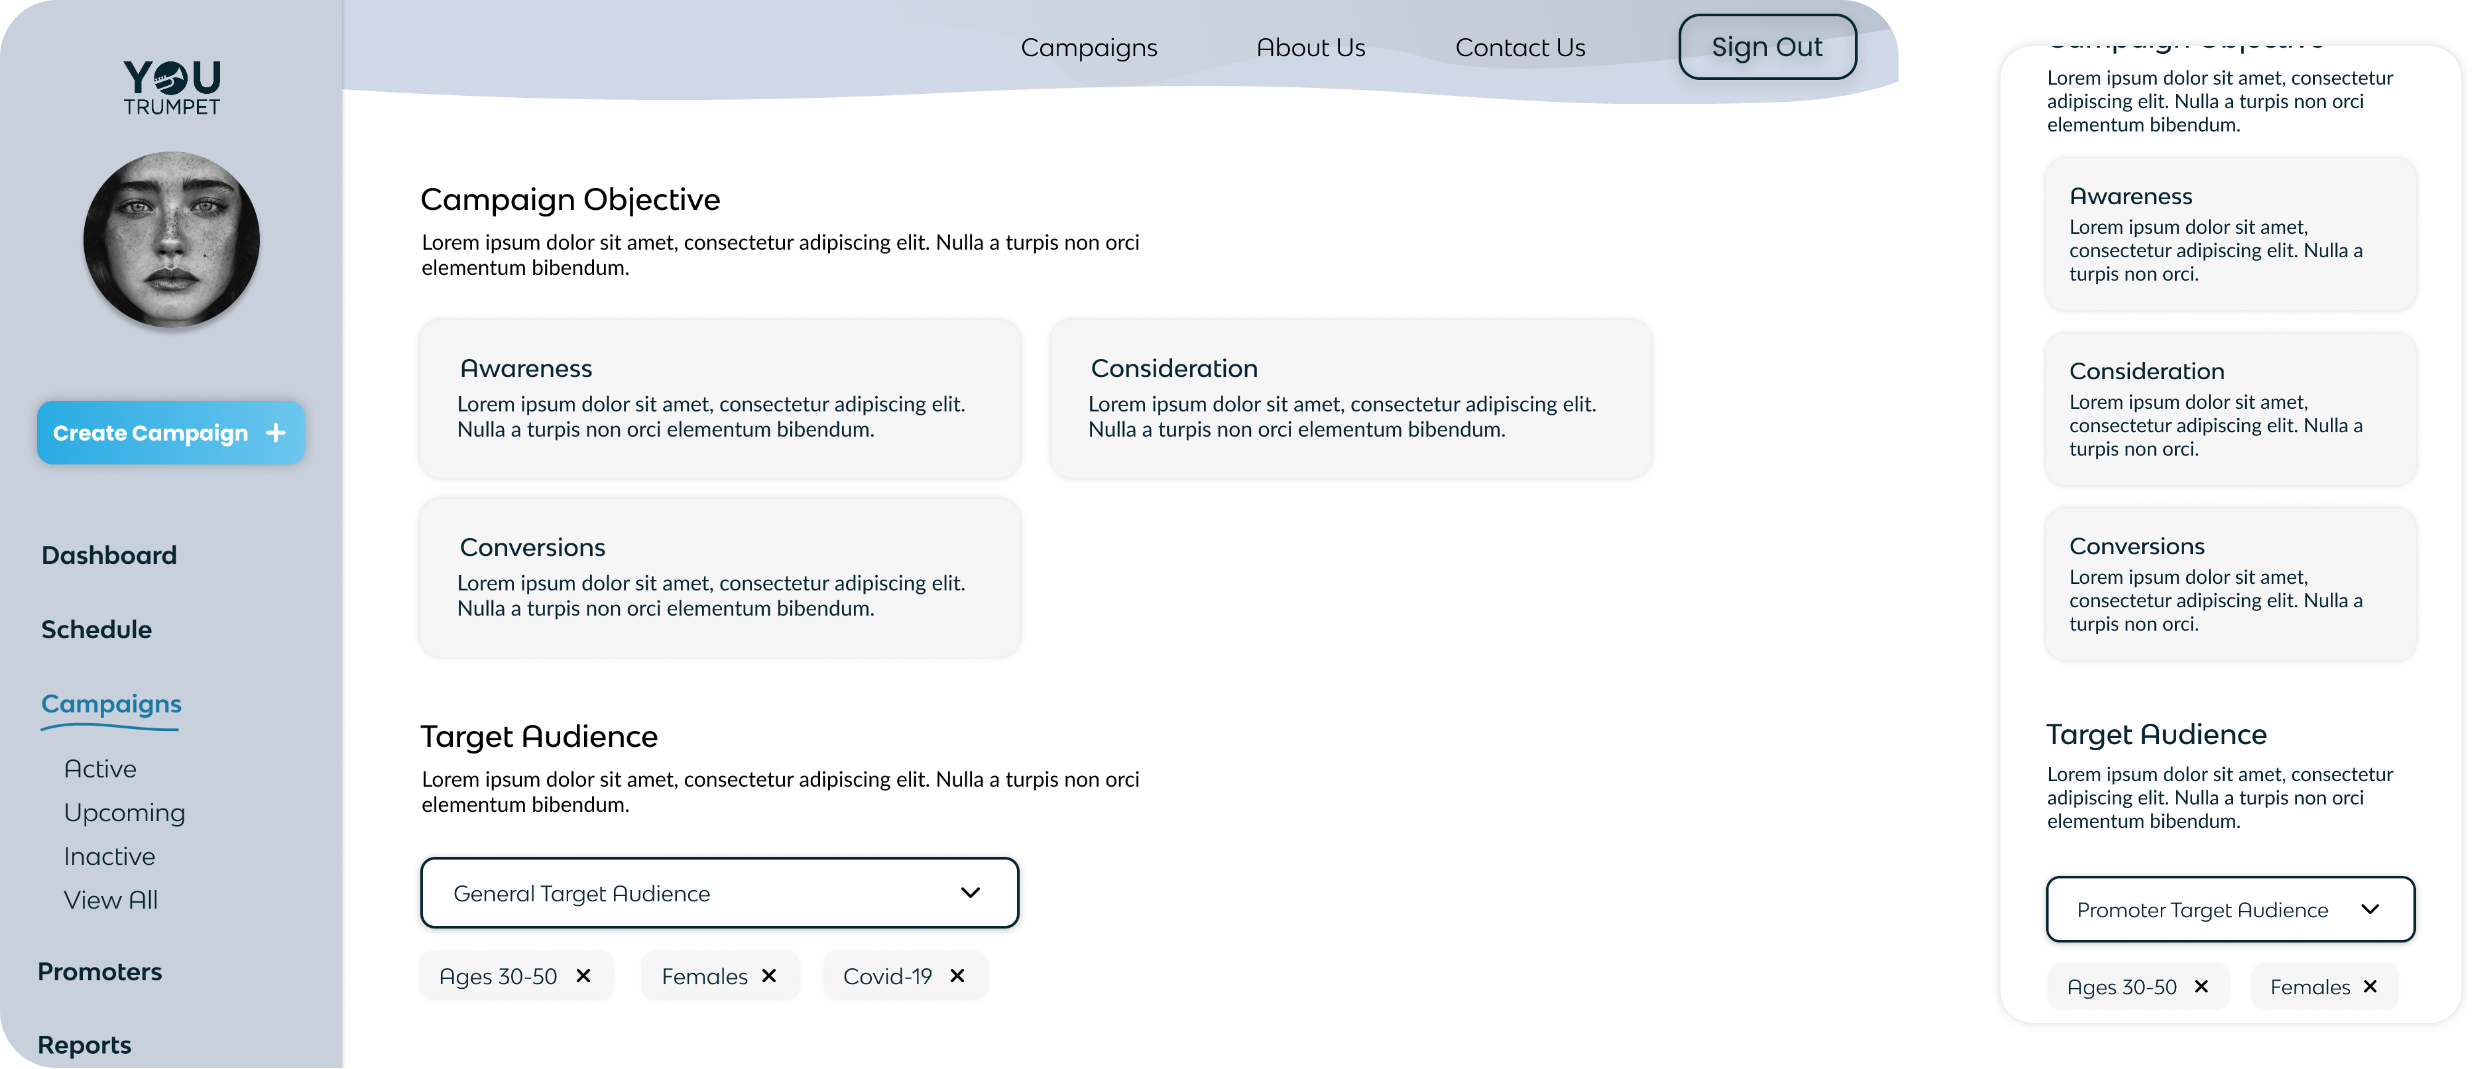 YOU
TRUMPET
Create Campaign +
Dashboard
Schedule
Campaigns
Active
Upcoming
Inactive
View All
Promoters
Reports
Campaigns
About Us
Contact Us
Sign Out
Campaign Objective
Lorem ipsum dolor sit amet, consectetur adipiscing elit. Nulla a turpis non orci
elementum bibendum.
Awareness
Lorem ipsum dolor sit amet, consectetur adipiscing elit.
Nulla a turpis non orci elementum bibendum.
Consideration
Lorem ipsum dolor sit amet, consectetur adipiscing elit.
Nulla a turpis non orci elementum bibendum.
Conversions
Lorem ipsum dolor sit amet, consectetur adipiscing elit.
Nulla a turpis non orci elementum bibendum.
Target Audience
Lorem ipsum dolor sit amet, consectetur adipiscing elit. Nulla a turpis non orci
elementum bibendum.
General Target Audience
Ages 30-50
Females
Covid-19
Campaign Objective
Lorem ipsum dolor sit amet, consectetur
adipiscing elit. Nulla a turpis non orci
elementum bibendum.
Awareness
Lorem ipsum dolor sit amet,
consectetur adipiscing elit. Nulla a
turpis non orci.
Consideration
Lorem ipsum dolor sit amet,
consectetur adipiscing elit. Nulla a
turpis non orci.
Conversions
Lorem ipsum dolor sit amet,
consectetur adipiscing elit. Nulla a
turpis non orci.
Target Audience
Lorem ipsum dolor sit amet, consectetur
adipiscing elit. Nulla a turpis non orci
elementum bibendum.
Promoter Target Audience
Ages 30-50
Females